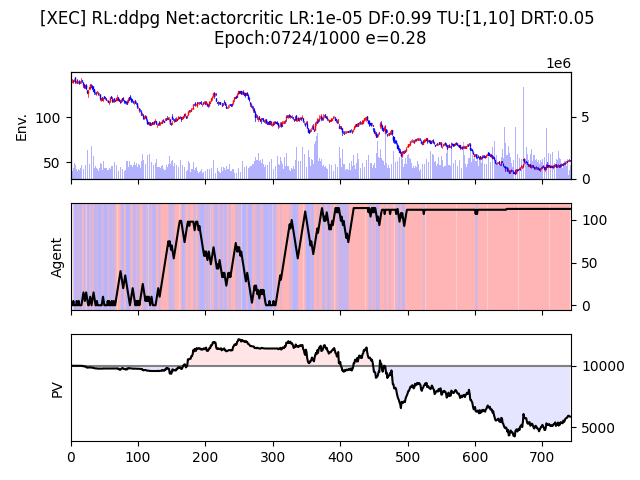 [XEC] RL:ddpg Net:actorcritic LR:1e-05 DF:0.99 TU:[1,10] DRT:0.05
Epoch:0724/1000 e=0.28
1e6
Env.
100
50
5
0
Agent
100
50
0
PV
10000
5000
0 100 200 300 400 500 600 700